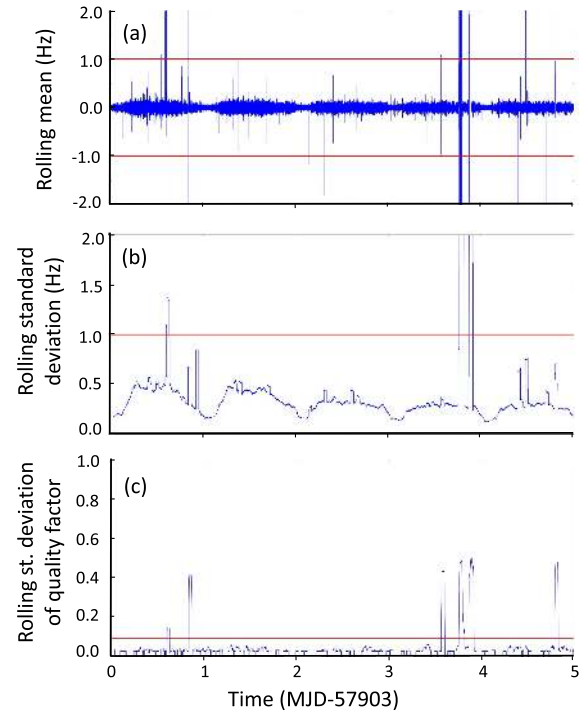 (a)
Rolling mean (Hz)
2.0
1.0
0.0
-1.0
-2.0
(b)
Rolling standard
deviation (Hz)
2.0
1.5
1.0
0.5
0.0
(c)
Rolling st. deviation
of quality factor
1.0
0.8
0.6
0.4
0.2
0.0
0 1 2 3 4 5
Time (MJD-57903)